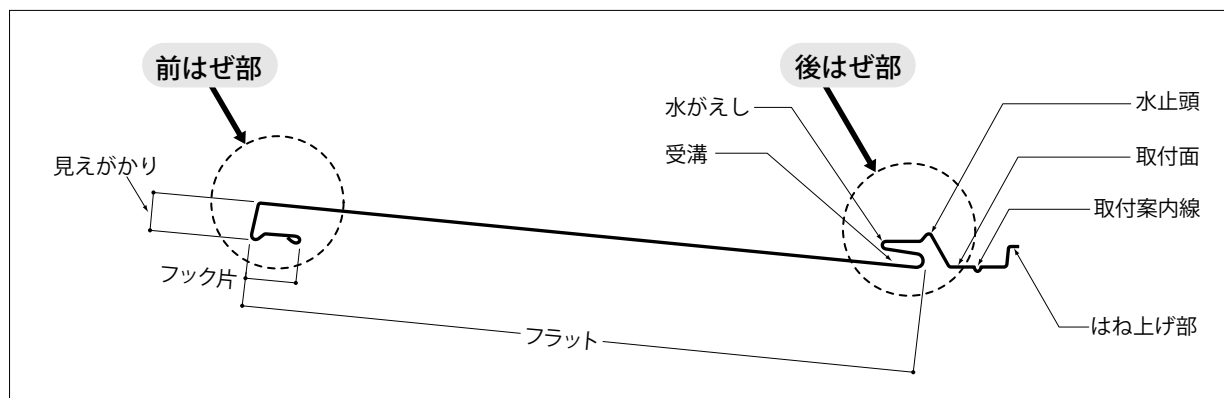 前はぜ部
後はぜ部
水がえし
水止頭
受溝
取付面
見えがかり
取付案内線
フック片
フラット
はね上げ部